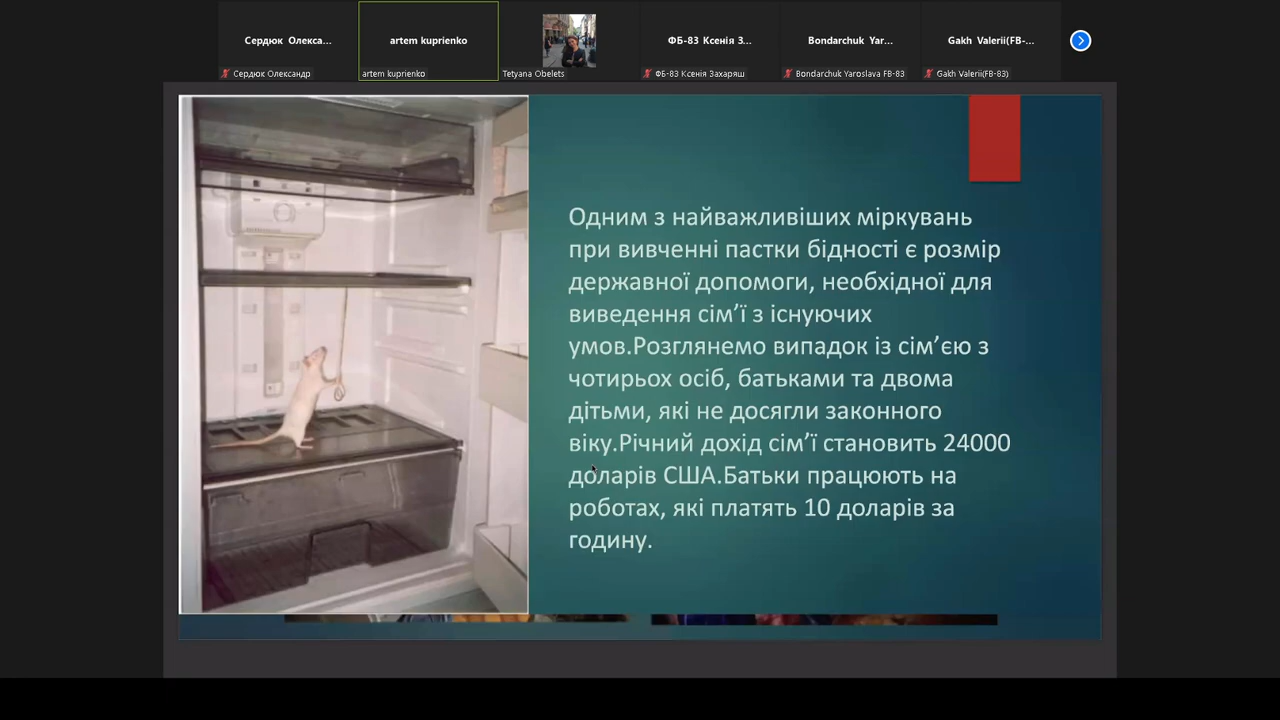 Сердюк Олекса...
artem kuprienko
ФБ-83 Ксенія З...
Bondarchuk Yar...
Gakh Valerii(FB-...
Сердюк Олександр
artem kuprienko
Tetyana Obelets
ФБ-83 Ксенія Захаряш
Bondarchuk Yaroslava FB-83
Gakh Valerii(FB-83)
Одним з найважливіших міркувань
при вивченні пастки бідності є розмір
державної допомоги, необхідної для
виведення сім’ї з існуючих
умов.Розглянемо випадок із сім’єю з
чотирьох осіб, батьками та двома
дітьми, які не досягли законного
віку.Річний дохід сім’ї становить 24000
доларів США.Батьки працюють на
роботах, які платять 10 доларів за
годину.